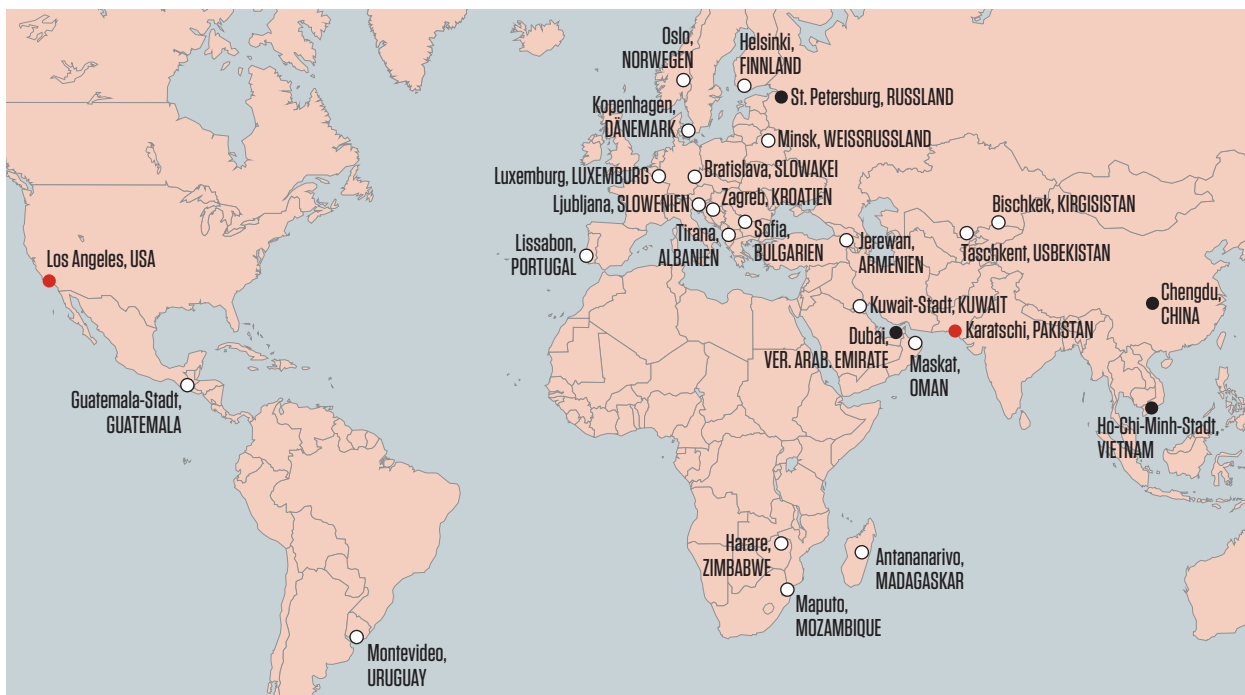 Oslo,
NORWEGEN
Helsinki,
FINNLAND
St. Petersburg, RUSSLAND
Kopenhagen,
DÄNEMARK
Minsk, WEISSRUSSLAND
Luxemburg, LUXEMBURG
Bratislava, SLOWAKEI
Ljubljana, SLOWENIEN
Zagreb, KROATIEN
Bischkek, KIRGISISTAN
Lissabon,
PORTUGAL
Tirana,
ALBANIEN
Sofia,
BULGARIEN
Jerewan,
ARMENIEN
Taschkent, USBEKISTAN
Los Angeles, USA
Kuwait-Stadt, KUWAIT
Chengdu,
CHINA
Dubai,
VER. ARAB. EMIRATE
Karatschi, PAKISTAN
Maskat,
OMAN
Guatemala-Stadt,
GUATEMALA
Ho-Chi-Minh-Stadt,
VIETNAM
Harare,
ZIMBABWE
Antananarivo,
MADAGASKAR
Maputo,
MOZAMBIQUE
Montevideo,
URUGUAY